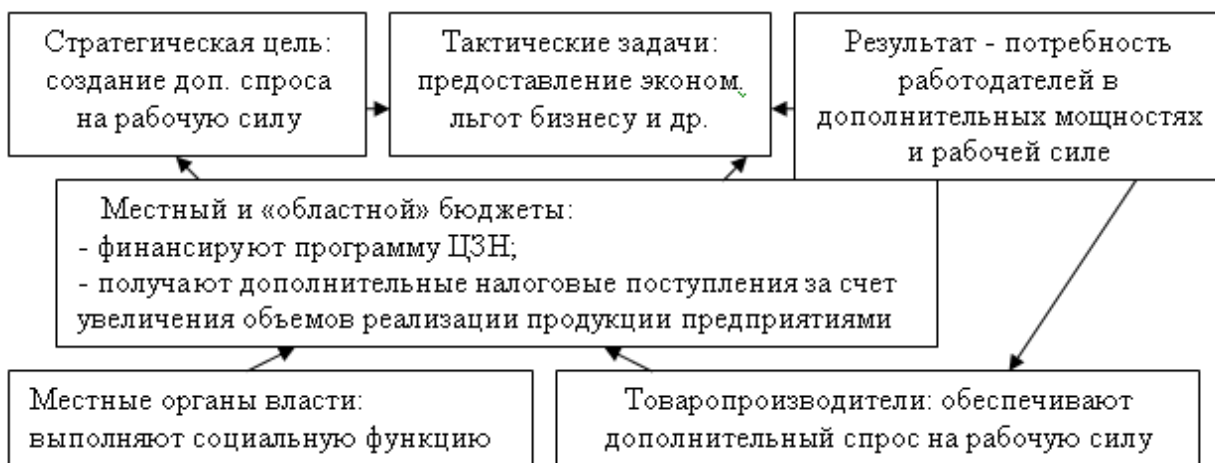 Стратегическая цель:
создание доп. спроса
на рабочую силу
Тактические задачи:
предоставление эконом.
льгот бизнесу и др.
Результат - потребность
работодателей в
дополнительных мощностях
и рабочей силе
Местный и «областной» бюджеты:
- финансируют программу ЦЗН;
- получают дополнительные налоговые поступления за счет
увеличения объемов реализации продукции предприятиями
Местные органы власти:
выполняют социальную функцию
Товаропроизводители: обеспечивают
дополнительный спрос на рабочую силу